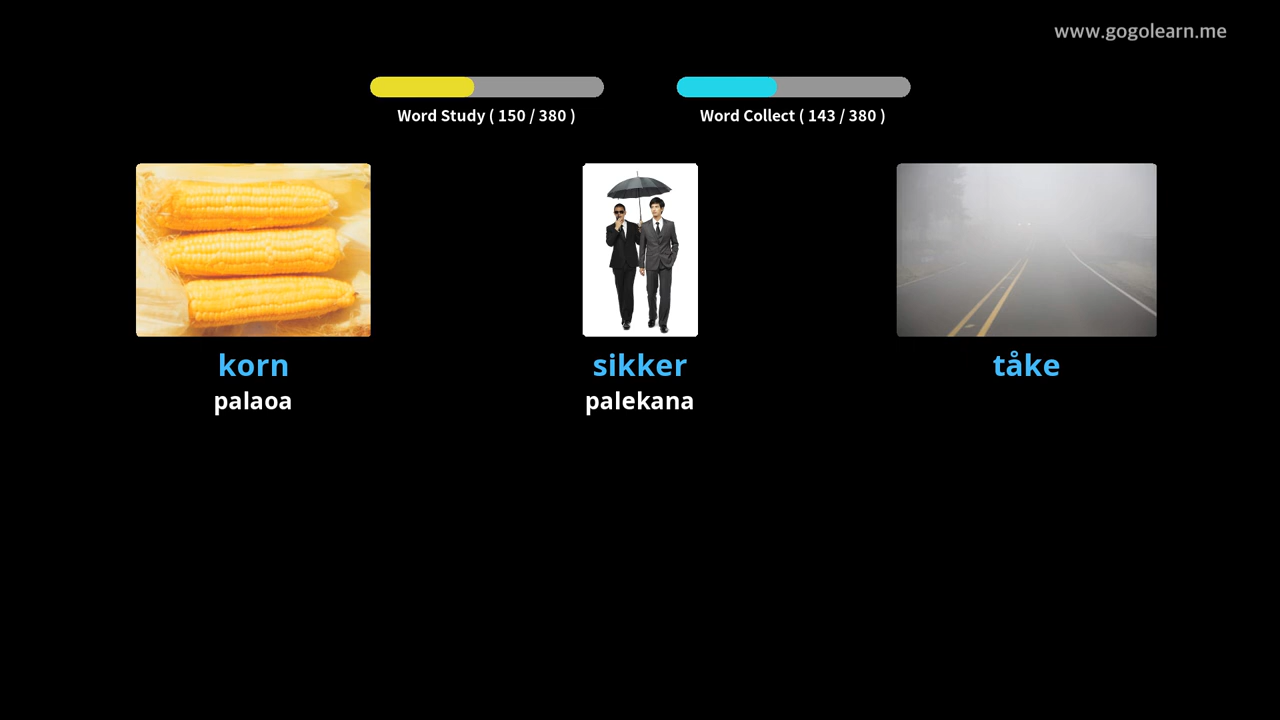 www.gogolearn.me
Word Study ( 150 / 380 )
Word Collect ( 143 / 380 )
korn
sikker
tåke
palaoa
palekana